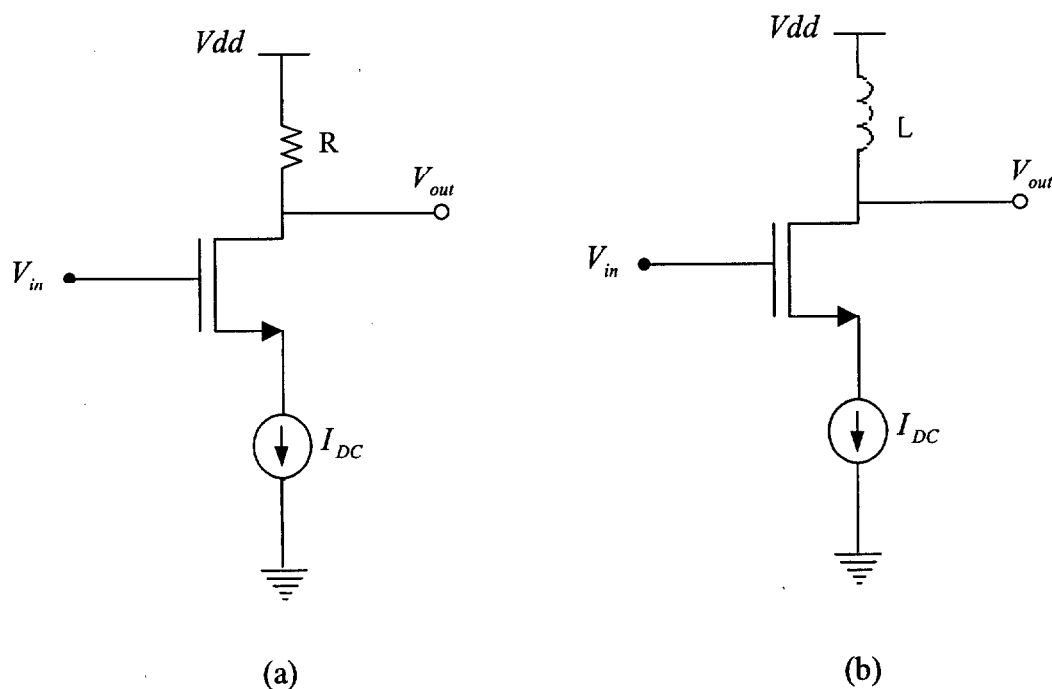 Vdd
R
V_out
V_in
I_DC
(a)
Vdd
L
V_out
V_in
I_DC
(b)